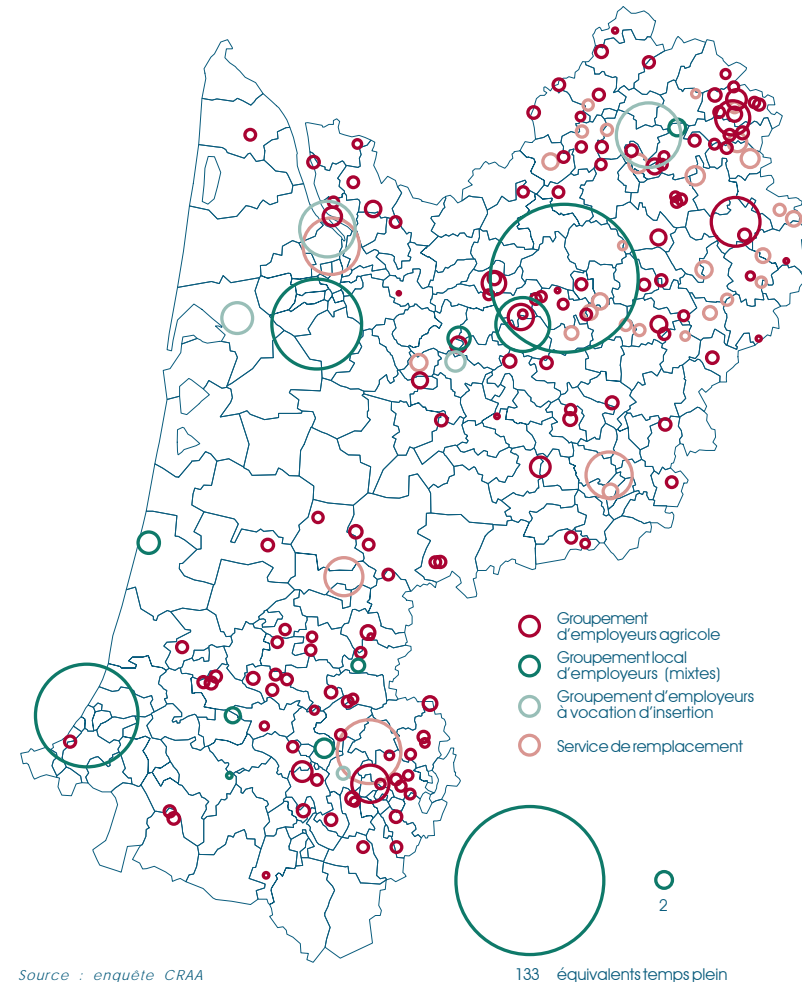 Groupement
d'employeurs agricole
Groupement local
d'employeurs (mixtes)
Groupement d'employeurs
à vocation d'insertion
Service de remplacement
2
133 équivalents temps plein
Source : enquête CRAA